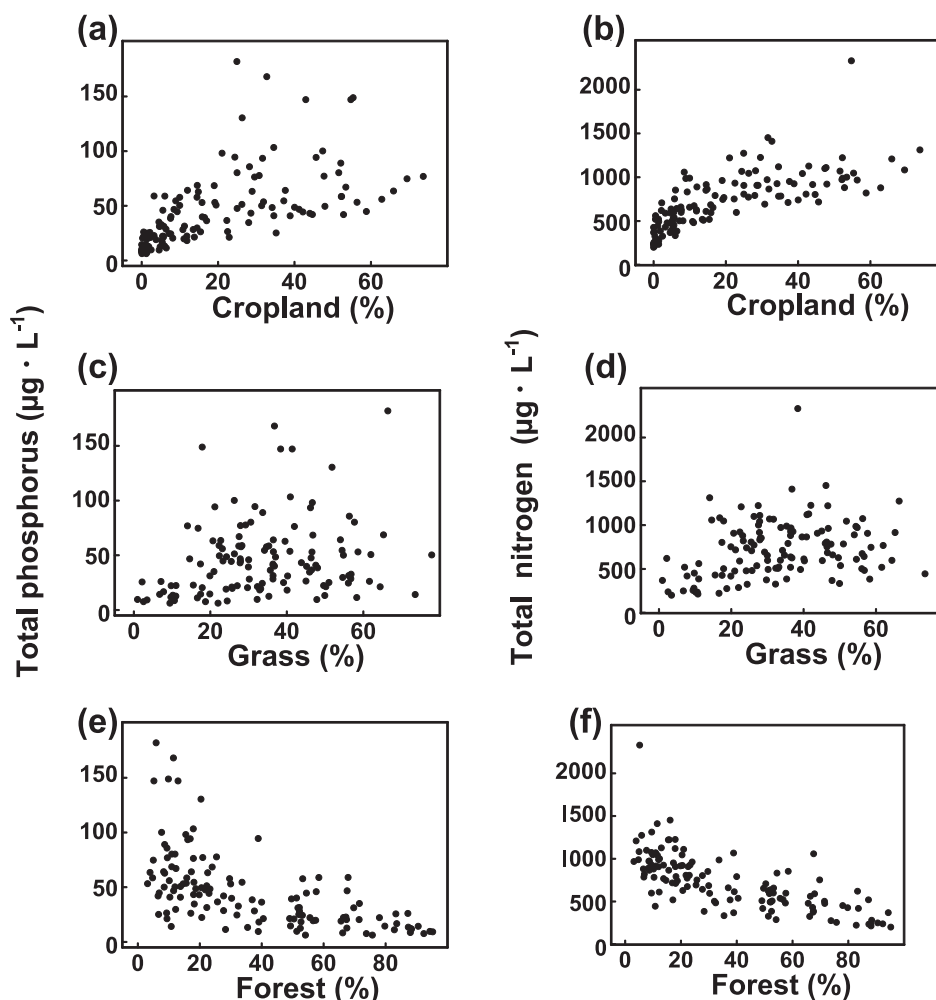 (a)
150
100
50
0
0 20 40 60
Cropland (%)
(b)
2000
1500
1000
500
0
0 20 40 60
Cropland (%)
Total phosphorus (µg · L⁻¹)
Total nitrogen (µg · L⁻¹)
(c)
150
100
50
0
0 20 40 60
Grass (%)
(d)
2000
1500
1000
500
0
0 20 40 60
Grass (%)
(e)
150
100
50
0
0 20 40 60 80
Forest (%)
(f)
2000
1500
1000
500
0
0 20 40 60 80
Forest (%)